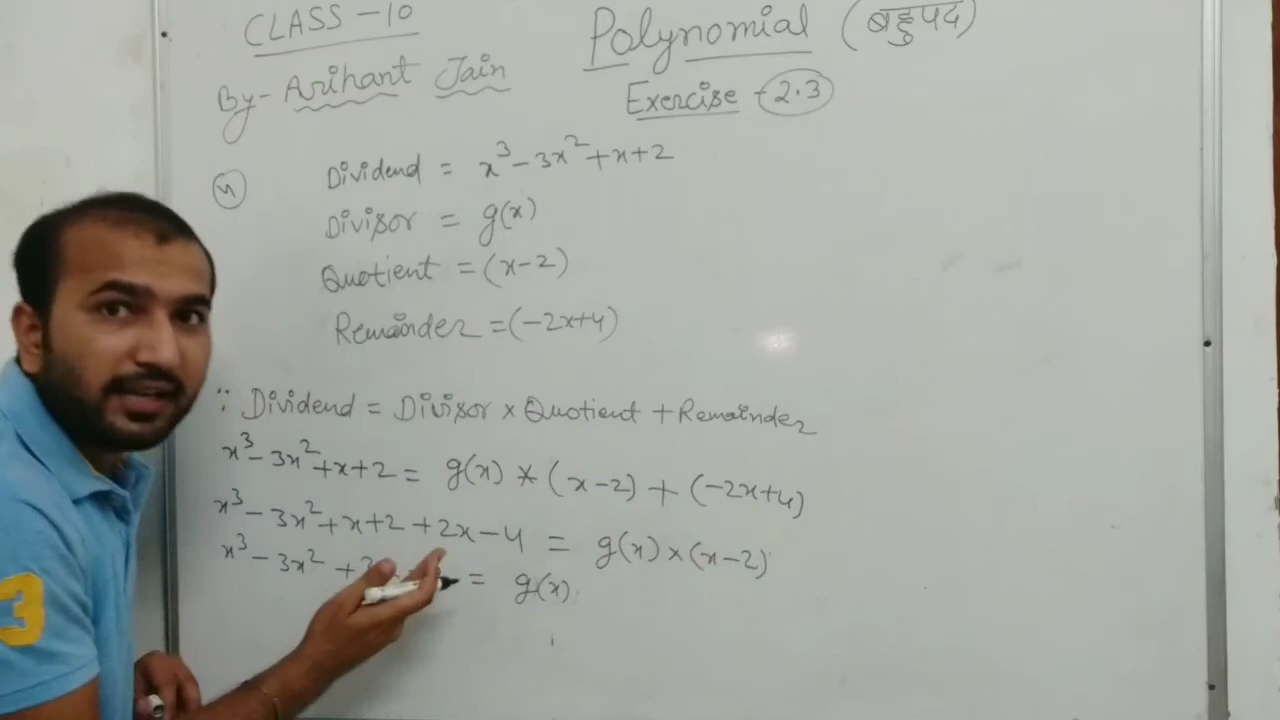 CLASS-10
Polynomial (बहुपद)
By- Arihant Jain
Exercise - 2.3
4 Dividend = x³ - 3x² + x + 2
Divisor = g(x)
Quotient = (x-2)
Remainder = (-2x+4)
∵ Dividend = Divisor × Quotient + Remainder
x³ - 3x² + x + 2 = g(x) * (x-2) + (-2x+4)
x³ - 3x² + x + 2 + 2x - 4 = g(x) × (x-2)
x³ - 3x² + = g(x)
3